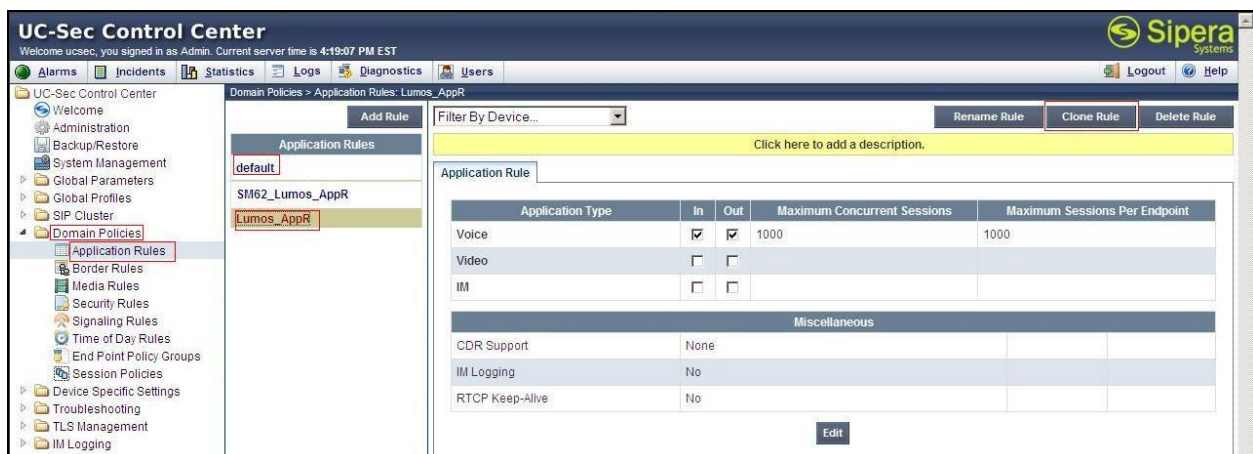 UC-Sec Control Center
Welcome ucsec, you signed in as Admin. Current server time is 4:19:07 PM EST
Sipera
Systems
Alarms Incidents Statistics Logs Diagnostics Users Logout Help
UC-Sec Control Center
Welcome
Administration
Backup/Restore
System Management
Global Parameters
Global Profiles
SIP Cluster
Domain Policies
Application Rules
Border Rules
Media Rules
Security Rules
Signaling Rules
Time of Day Rules
End Point Policy Groups
Session Policies
Device Specific Settings
Troubleshooting
TLS Management
IM Logging
Domain Policies > Application Rules: Lumos_AppR
Add Rule
Application Rules
default
SM62_Lumos_AppR
Lumos_AppR
Filter By Device...
Rename Rule Clone Rule Delete Rule
Click here to add a description.
Application Rule
Application Type In Out Maximum Concurrent Sessions Maximum Sessions Per Endpoint
Voice 1000 1000
Video
IM
Miscellaneous
CDR Support None
IM Logging No
RTCP Keep-Alive No
Edit